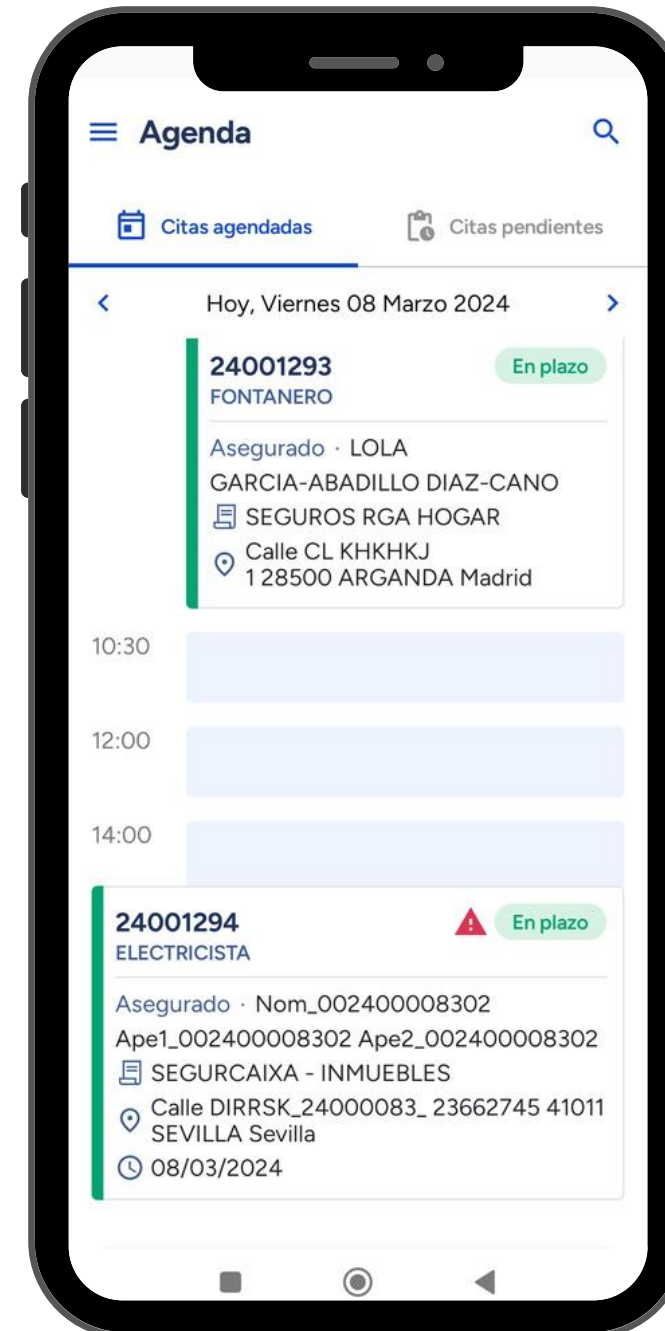 Agenda
Citas agendadas
Citas pendientes
Hoy, Viernes 08 Marzo 2024
24001293
En plazo
FONTANERO
Asegurado · LOLA
GARCIA-ABADILLO DIAZ-CANO
SEGUROS RGA HOGAR
Calle CL KHKHKJ
1 28500 ARGANDA Madrid
10:30
12:00
14:00
24001294
En plazo
ELECTRICISTA
Asegurado · Nom_002400008302
Ape1_002400008302 Ape2_002400008302
SEGURCAIXA - INMUEBLES
Calle DIRRSK_24000083_ 23662745 41011
SEVILLA Sevilla
08/03/2024